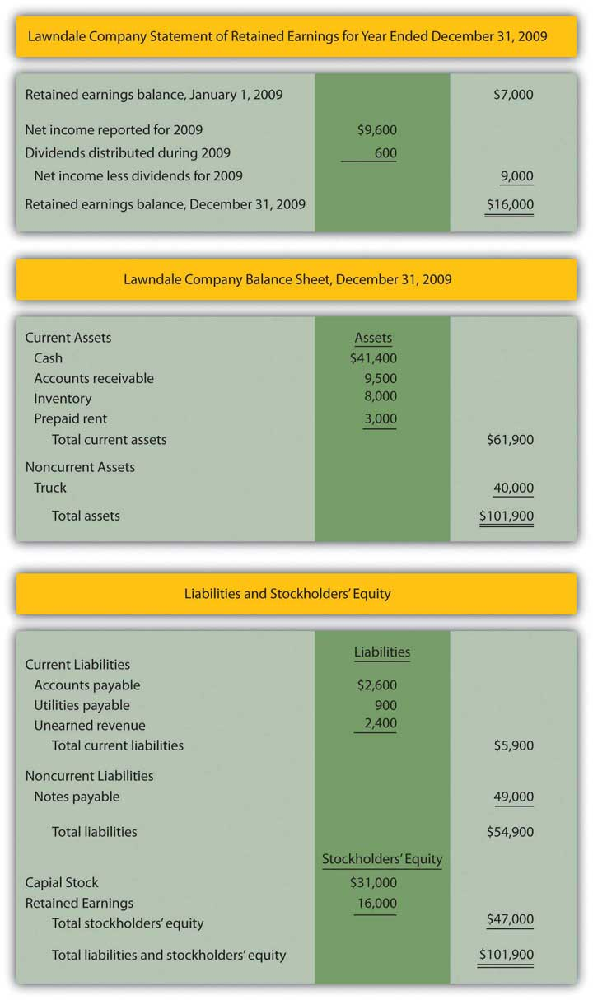 Lawndale Company Statement of Retained Earnings for Year Ended December 31, 2009
Retained earnings balance, January 1, 2009 $7,000
Net income reported for 2009 $9,600
Dividends distributed during 2009 600
Net income less dividends for 2009 9,000
Retained earnings balance, December 31, 2009 $16,000
Lawndale Company Balance Sheet, December 31, 2009
Current Assets Assets
Cash $41,400
Accounts receivable 9,500
Inventory 8,000
Prepaid rent 3,000
Total current assets $61,900
Noncurrent Assets
Truck 40,000
Total assets $101,900
Liabilities and Stockholders' Equity
Liabilities
Current Liabilities
Accounts payable $2,600
Utilities payable 900
Unearned revenue 2,400
Total current liabilities $5,900
Noncurrent Liabilities
Notes payable 49,000
Total liabilities $54,900
Stockholders' Equity
Capial Stock $31,000
Retained Earnings 16,000
Total stockholders' equity $47,000
Total liabilities and stockholders' equity $101,900